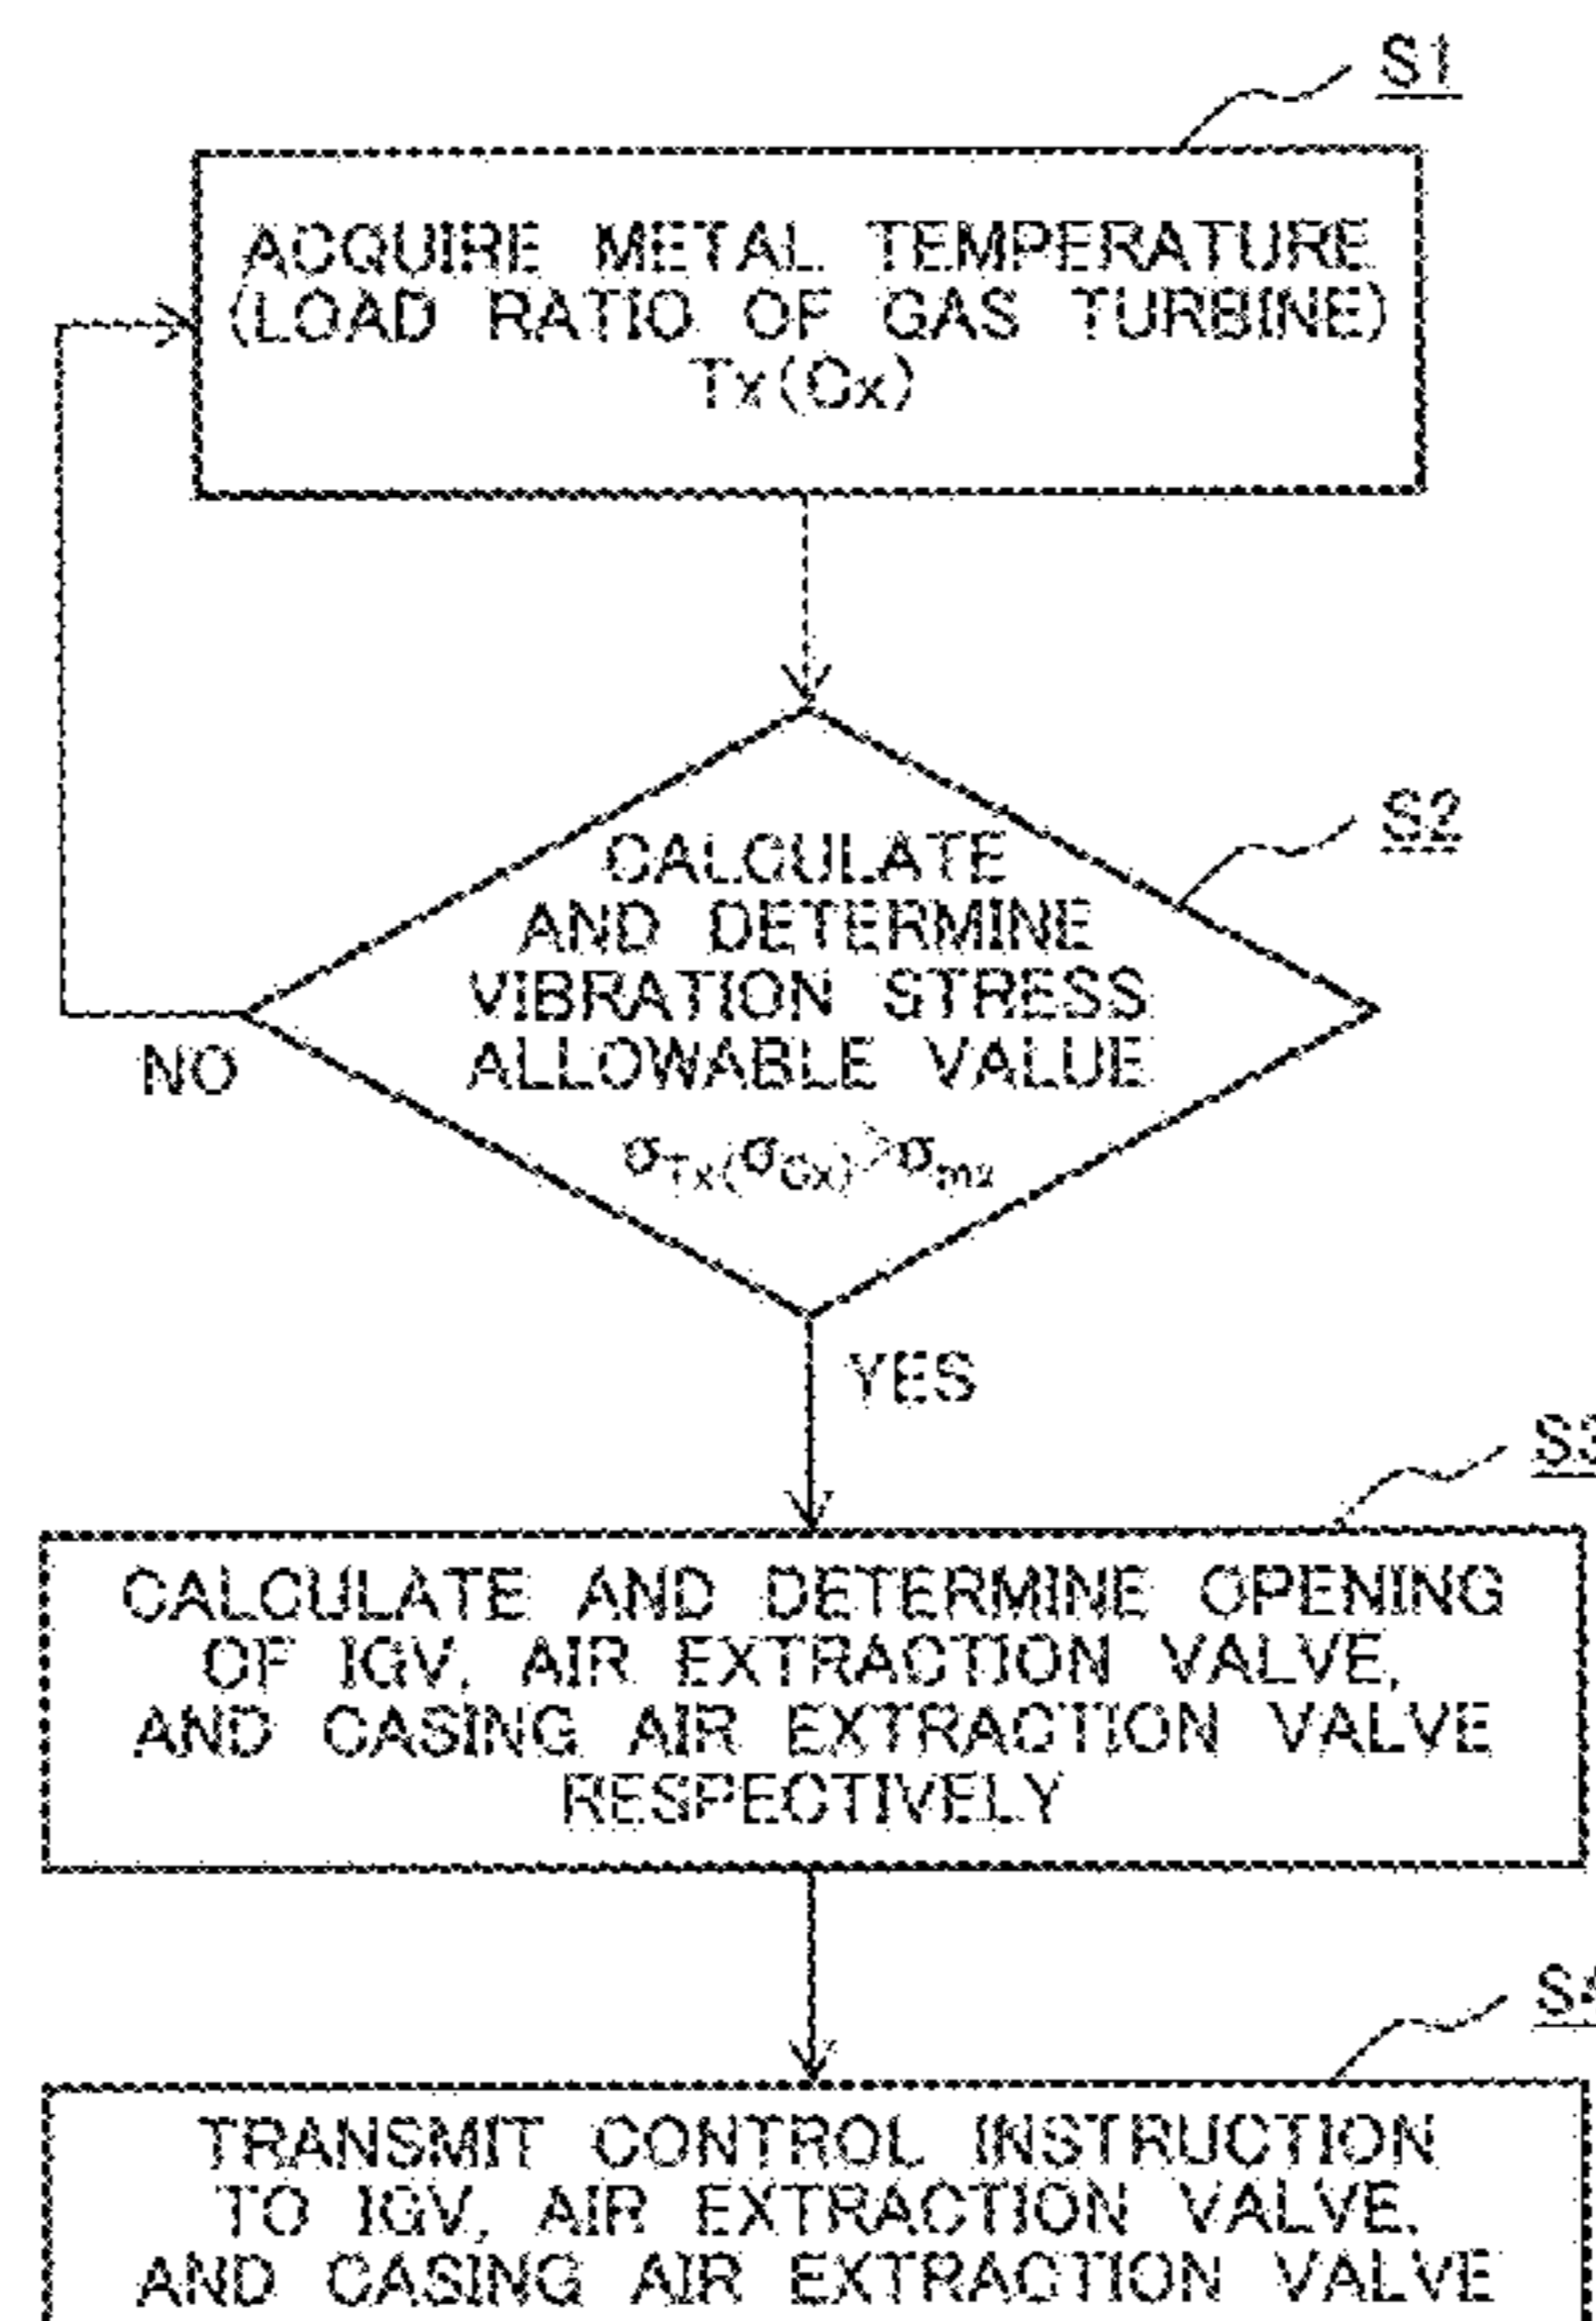 S1
ACQUIRE METAL TEMPERATURE
(LOAD RATIO OF GAS TURBINE)
Tx(Cx)
S2
CALCULATE
AND DETERMINE
VIBRATION STRESS
ALLOWABLE VALUE
σTx(σCx)>σmx
NO
YES
S3
CALCULATE AND DETERMINE OPENING
OF IGV, AIR EXTRACTION VALVE,
AND CASING AIR EXTRACTION VALVE
RESPECTIVELY
TRANSMIT CONTROL INSTRUCTION
TO IGV, AIR EXTRACTION VALVE,
AND CASING AIR EXTRACTION VALVE